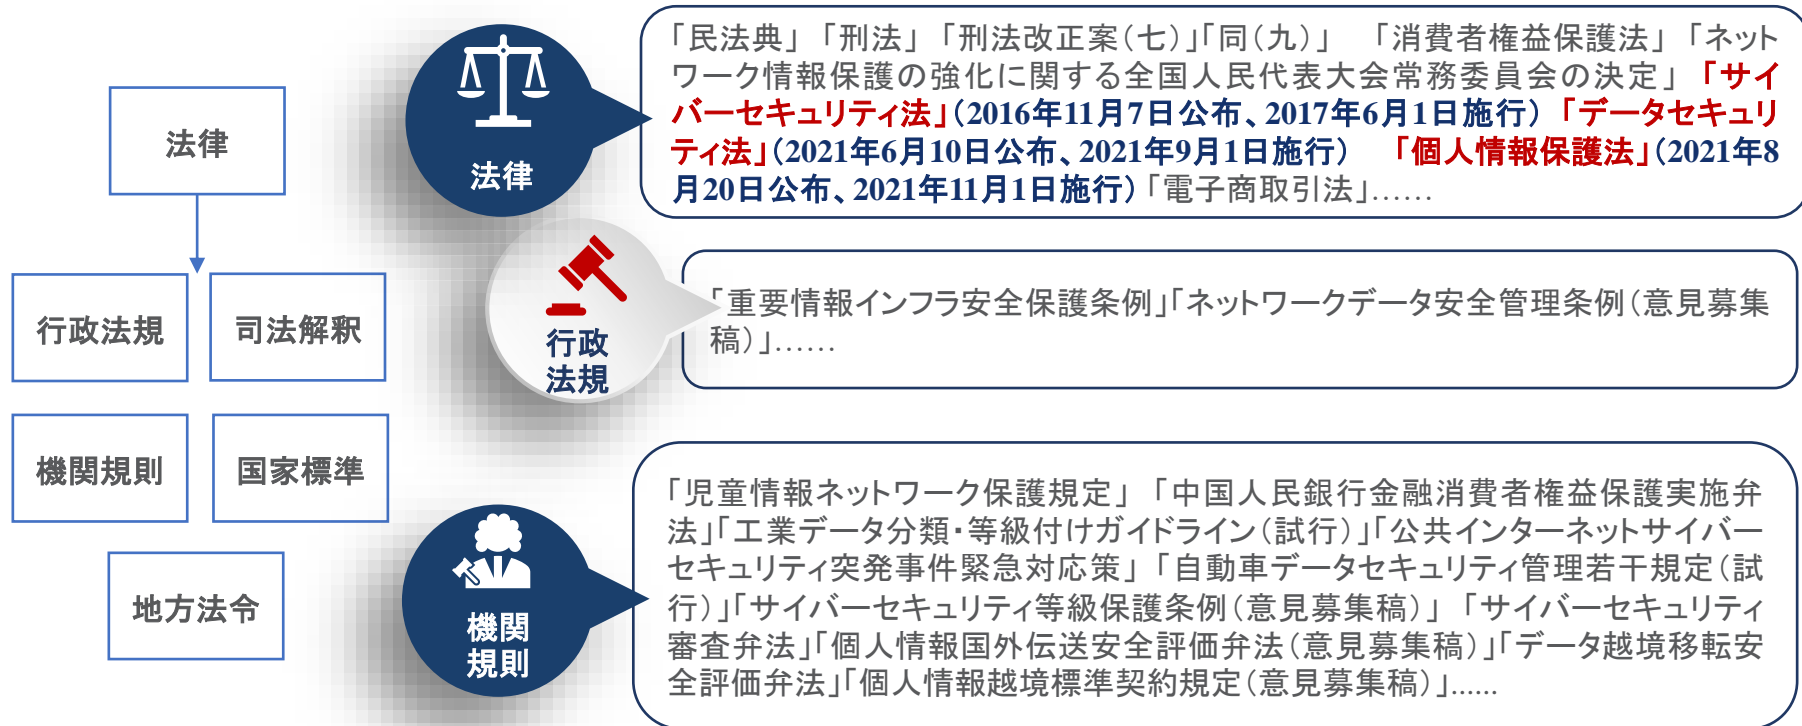 法律
行政法規
司法解釈
機関規則
国家標準
地方法令
法律
「民法典」 「刑法」 「刑法改正案(七)」「同(九)」 「消費者権益保護法」 「ネット
ワーク情報保護の強化に関する全国人民代表大会常務委員会の決定」 「サイ
バーセキュリティ法」(2016年11月7日公布、2017年6月1日施行) 「データセキュリ
ティ法」(2021年6月10日公布、2021年9月1日施行) 「個人情報保護法」(2021年8
月20日公布、2021年11月1日施行) 「電子商取引法」......
行政
法規
「重要情報インフラ安全保護条例」「ネットワークデータ安全管理条例(意見募集
稿)」......
機関
規則
「児童情報ネットワーク保護規定」 「中国人民銀行金融消費者権益保護実施弁
法」「工業データ分類・等級付けガイドライン(試行)」「公共インターネットサイバー
セキュリティ突発事件緊急対応策」 「自動車データセキュリティ管理若干規定(試
行)」「サイバーセキュリティ等級保護条例(意見募集稿)」 「サイバーセキュリティ
審査弁法」「個人情報国外伝送安全評価弁法(意見募集稿)」「データ越境移転安
全評価弁法」「個人情報越境標準契約規定(意見募集稿)」......